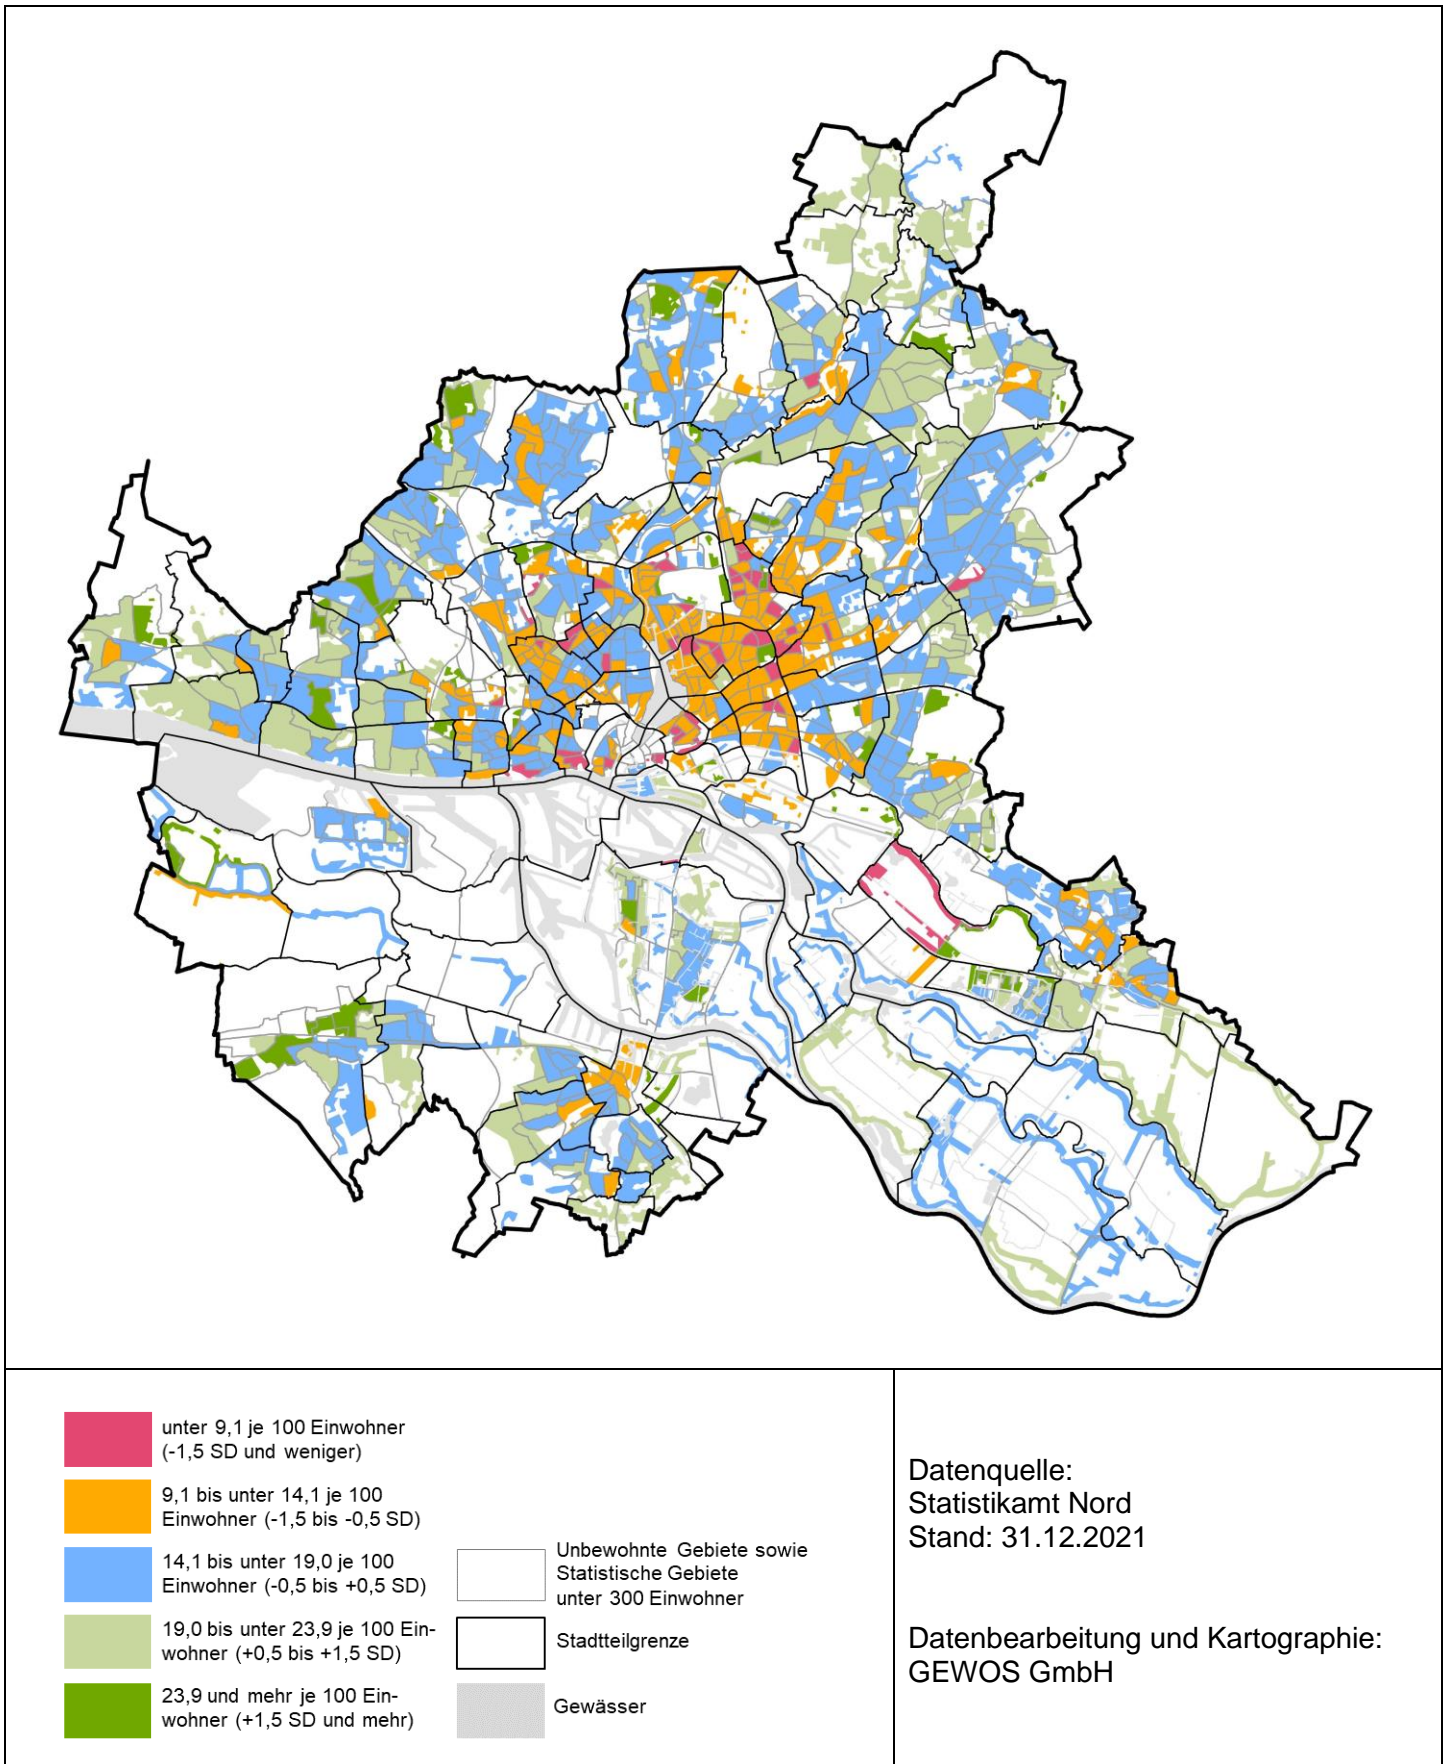 unter 9,1 je 100 Einwohner
(-1,5 SD und weniger)
9,1 bis unter 14,1 je 100
Einwohner (-1,5 bis -0,5 SD)
14,1 bis unter 19,0 je 100
Einwohner (-0,5 bis +0,5 SD)
19,0 bis unter 23,9 je 100 Ein-
wohner (+0,5 bis +1,5 SD)
23,9 und mehr je 100 Ein-
wohner (+1,5 SD und mehr)
Unbewohnte Gebiete sowie
Statistische Gebiete
unter 300 Einwohner
Stadtteilgrenze
Gewässer
Datenquelle:
Statistikamt Nord
Stand: 31.12.2021
Datenbearbeitung und Kartographie:
GEWOS GmbH